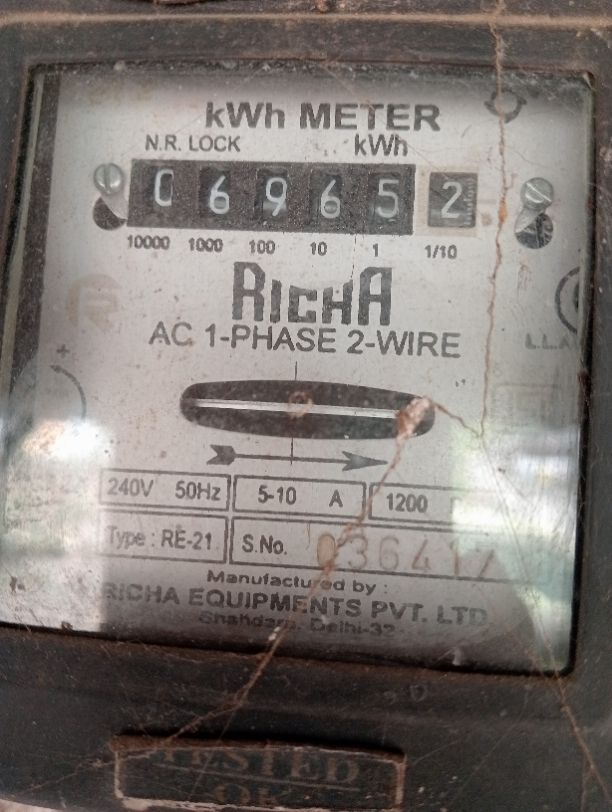 kWh METER
N.R. LOCK kWh
0 6 9 6 5 2
10000 1000 100 10 1 1/10
RICHA
AC 1-PHASE 2-WIRE
+
240V 50Hz 5-10 A 1200
Type : RE-21 S.No. 036417
Manufactured by :
RICHA EQUIPMENTS PVT. LTD
Shahdara, Delhi-32
TESTED
OK